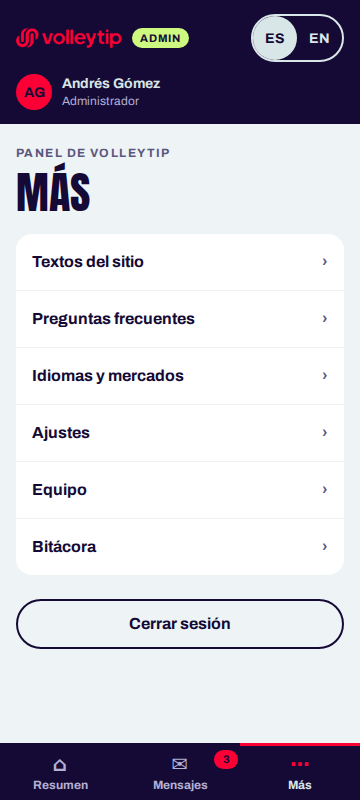 volleytip ADMIN ES EN
AG Andrés Gómez
Administrador
PANEL DE VOLLEYTIP
MÁS
Textos del sitio ›
Preguntas frecuentes ›
Idiomas y mercados ›
Ajustes ›
Equipo ›
Bitácora ›
Cerrar sesión
3
Resumen Mensajes Más